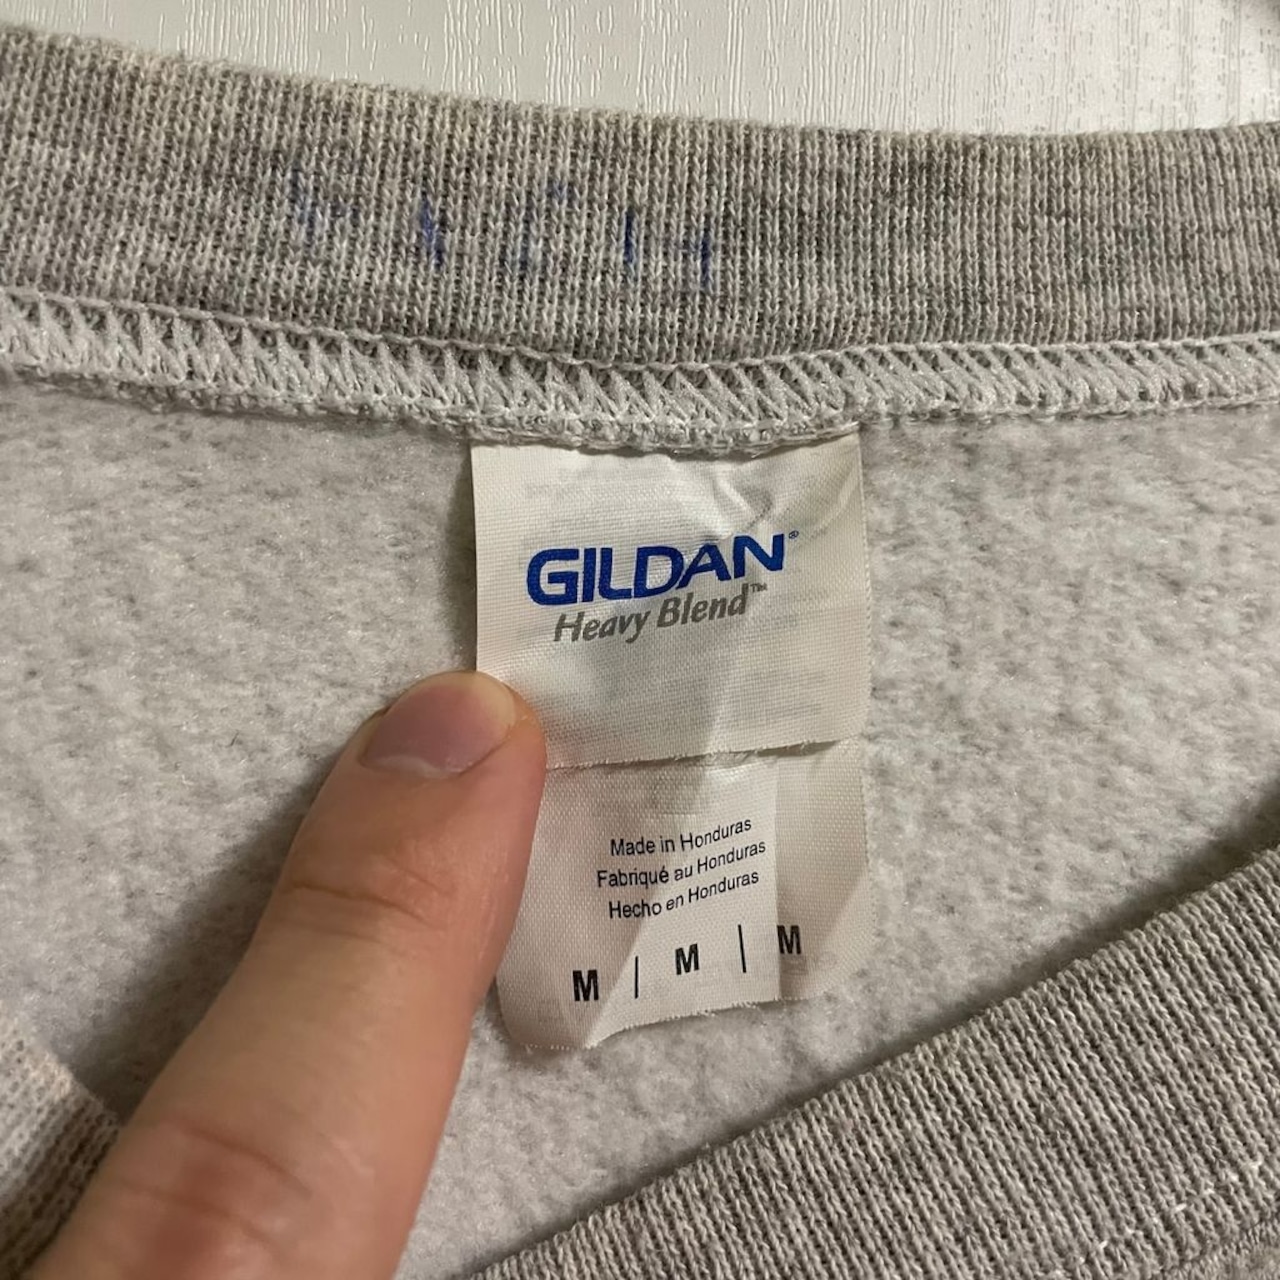 GILDAN®
Heavy Blend™
Made in Honduras
Fabriqué au Honduras
Hecho en Honduras
M / M | M